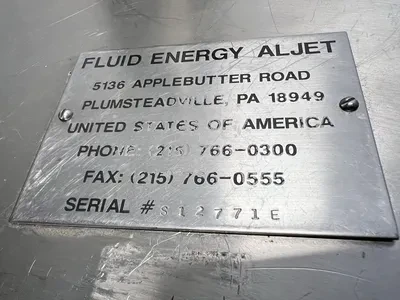 FLUID ENERGY ALJET
5136 APPLEBUTTER ROAD
PLUMSTEADVILLE, PA 18949
UNITED STATES OF AMERICA
PHONE: (215) 766-0300
FAX: (215) 766-0555
SERIAL # S12771E